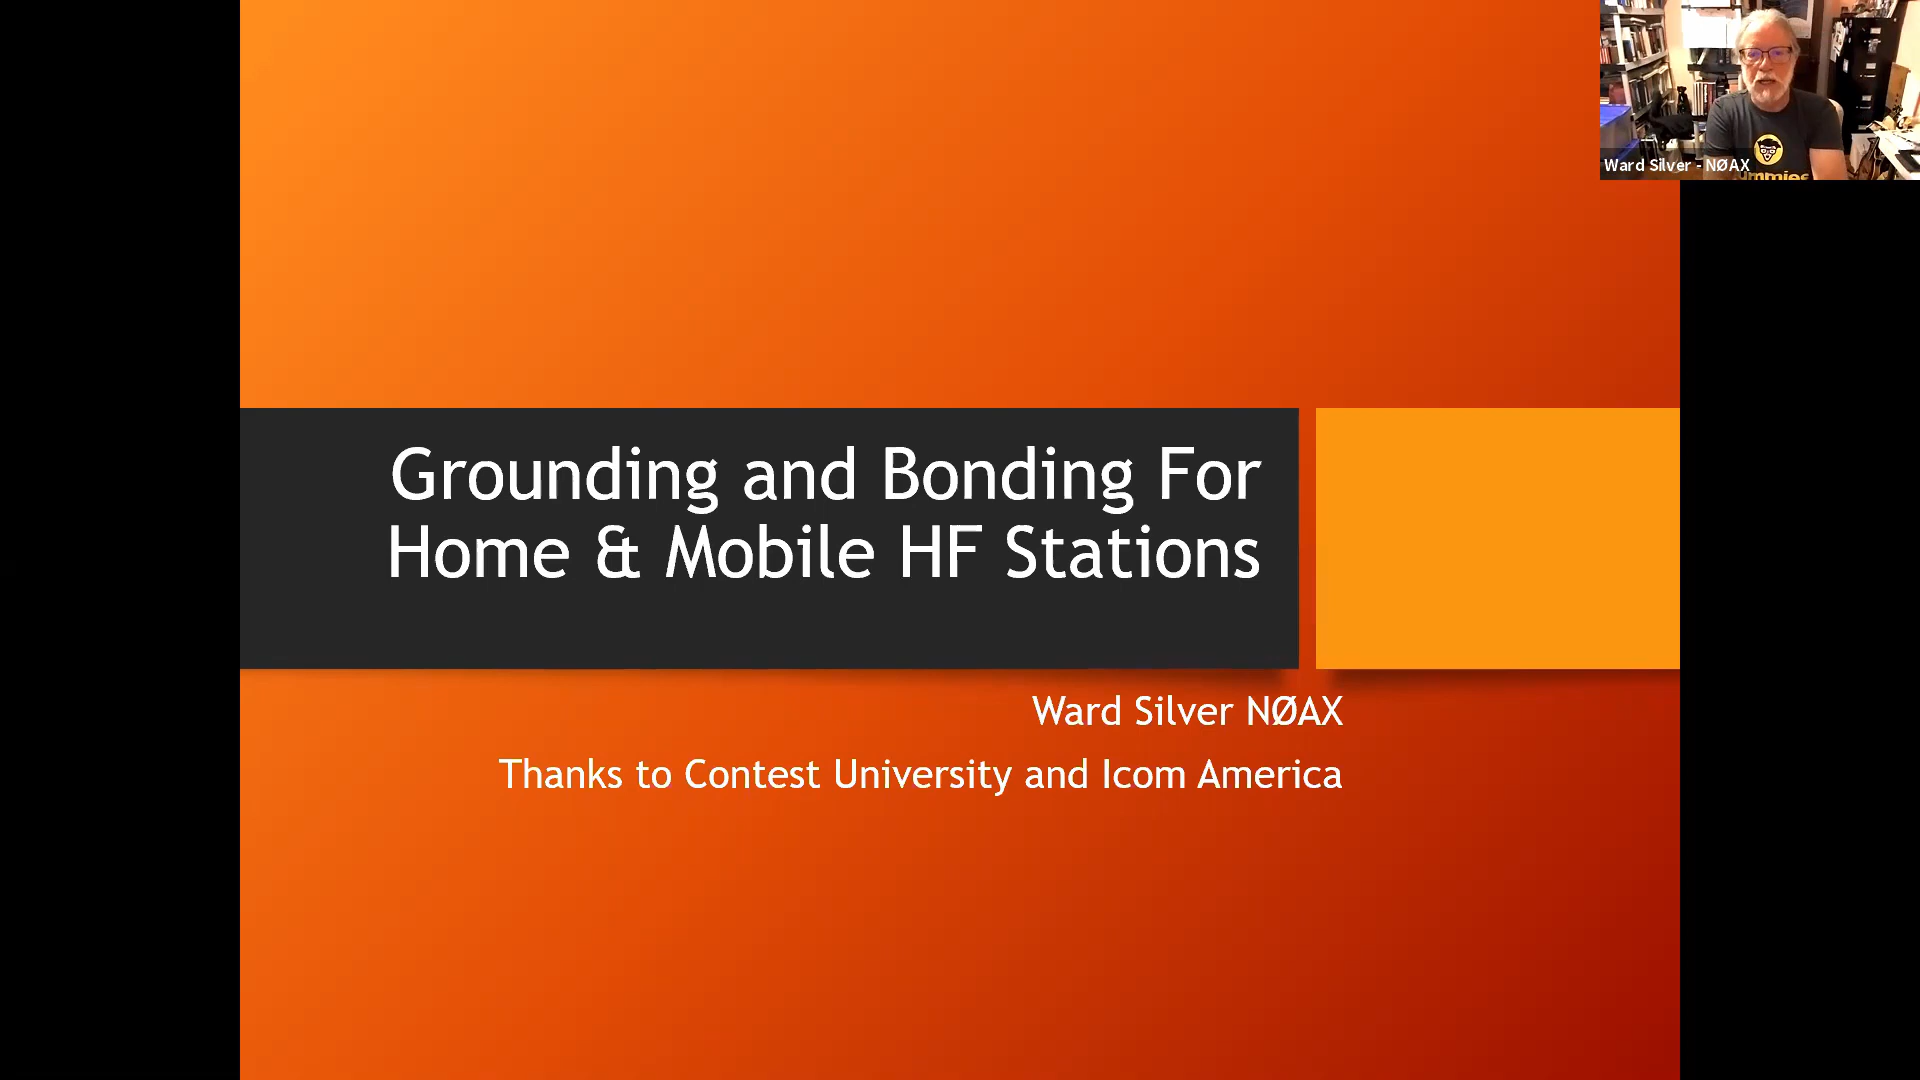 Grounding and Bonding For
Home & Mobile HF Stations
Ward Silver NØAX
Thanks to Contest University and Icom America
Ward Silver - NØAX